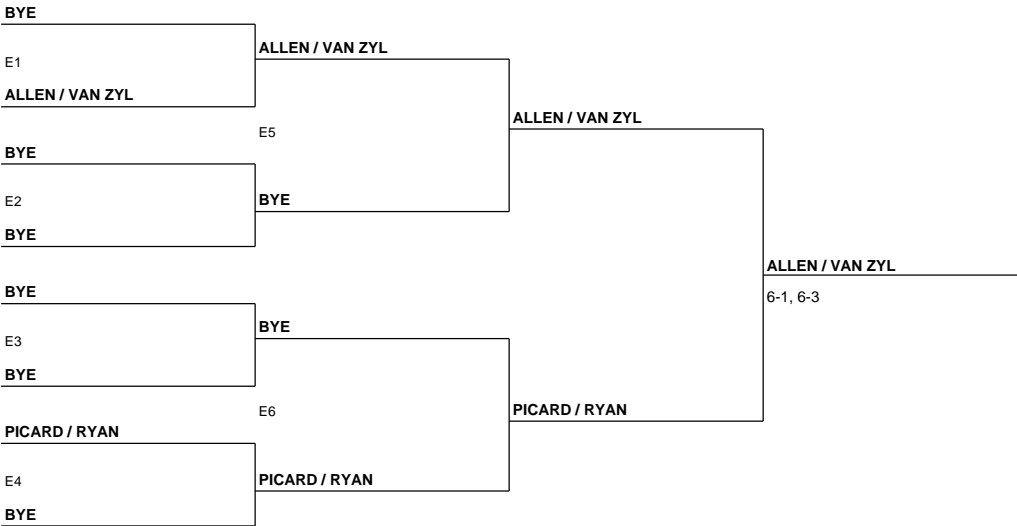 BYE
ALLEN / VAN ZYL
E1
ALLEN / VAN ZYL
ALLEN / VAN ZYL
E5
BYE
BYE
E2
BYE
ALLEN / VAN ZYL
BYE
6-1, 6-3
BYE
E3
BYE
E6
PICARD / RYAN
PICARD / RYAN
PICARD / RYAN
E4
BYE